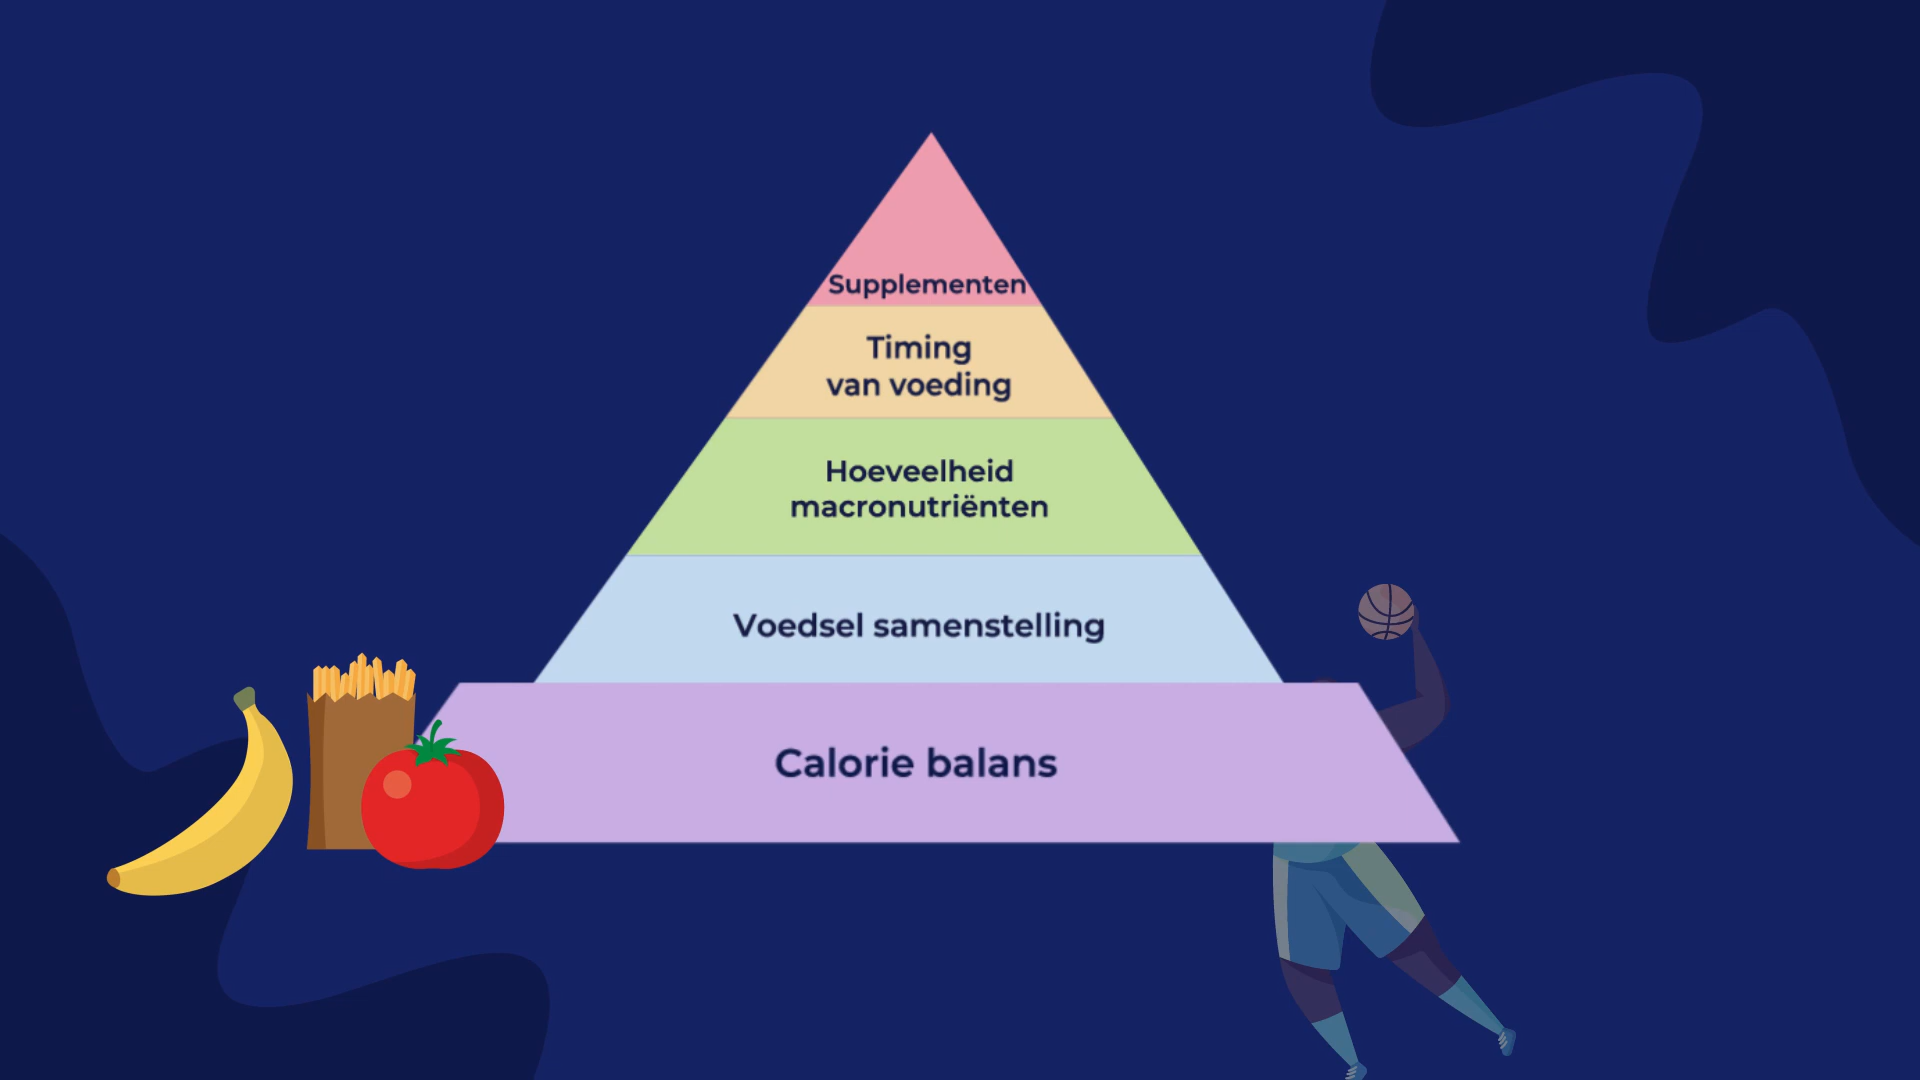 Supplementen
Timing
van voeding
Hoeveelheid
macronutriënten
Voedsel samenstelling
Calorie balans